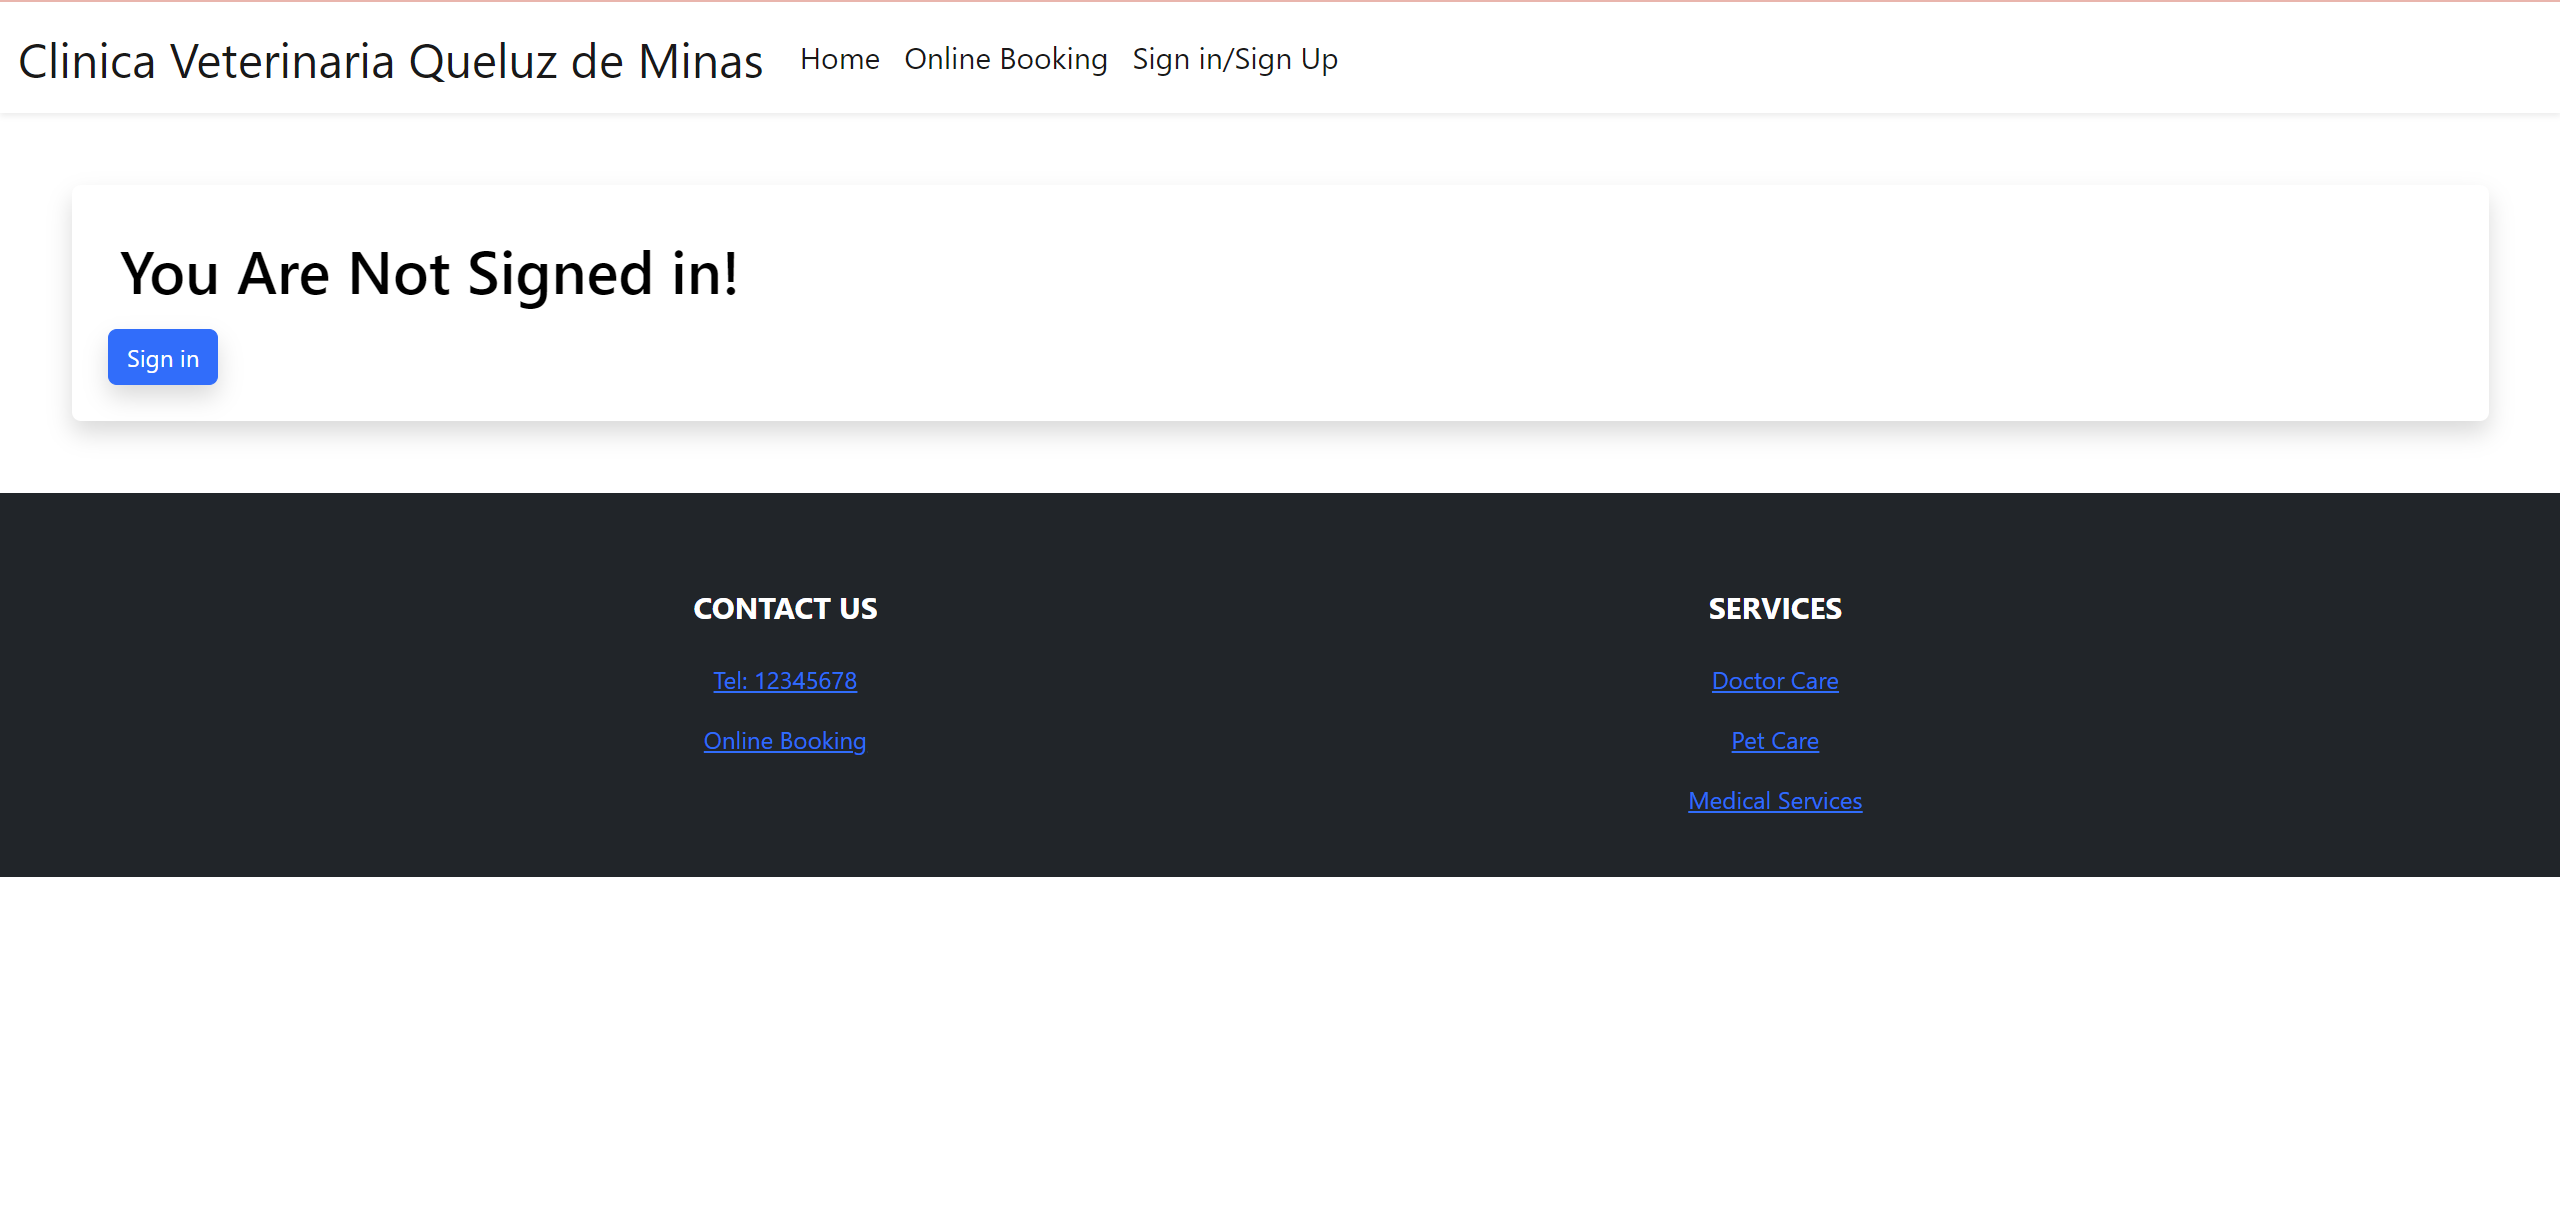 Clinica Veterinaria Queluz de Minas Home Online Booking Sign in/Sign Up
You Are Not Signed in!
Sign in
CONTACT US
Tel: 12345678
Online Booking
SERVICES
Doctor Care
Pet Care
Medical Services